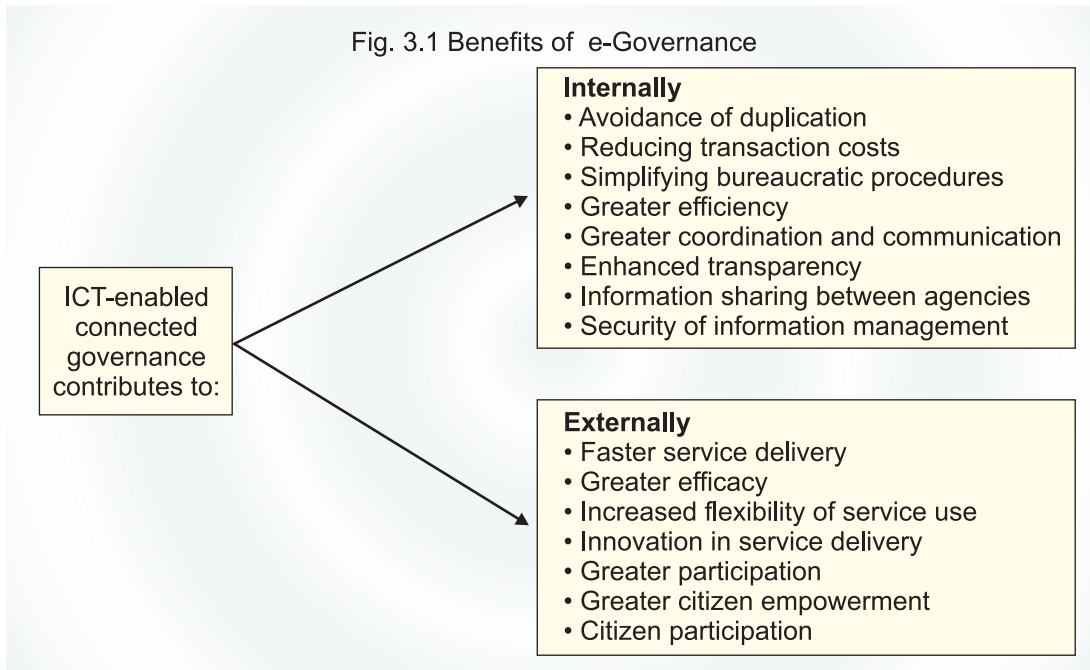 Fig. 3.1 Benefits of e-Governance
ICT-enabled
connected
governance
contributes to:
Internally
• Avoidance of duplication
• Reducing transaction costs
• Simplifying bureaucratic procedures
• Greater efficiency
• Greater coordination and communication
• Enhanced transparency
• Information sharing between agencies
• Security of information management
Externally
• Faster service delivery
• Greater efficacy
• Increased flexibility of service use
• Innovation in service delivery
• Greater participation
• Greater citizen empowerment
• Citizen participation